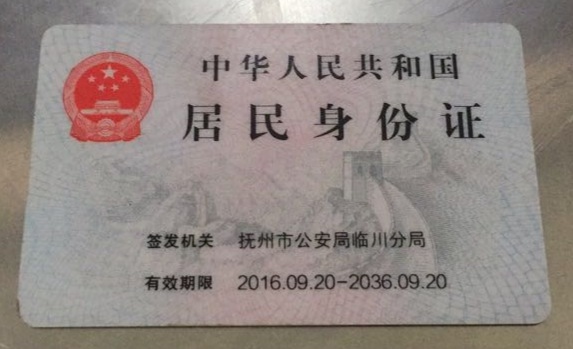 中华人民共和国
居民身份证
签发机关 抚州市公安局临川分局
有效期限 2016.09.20-2036.09.20